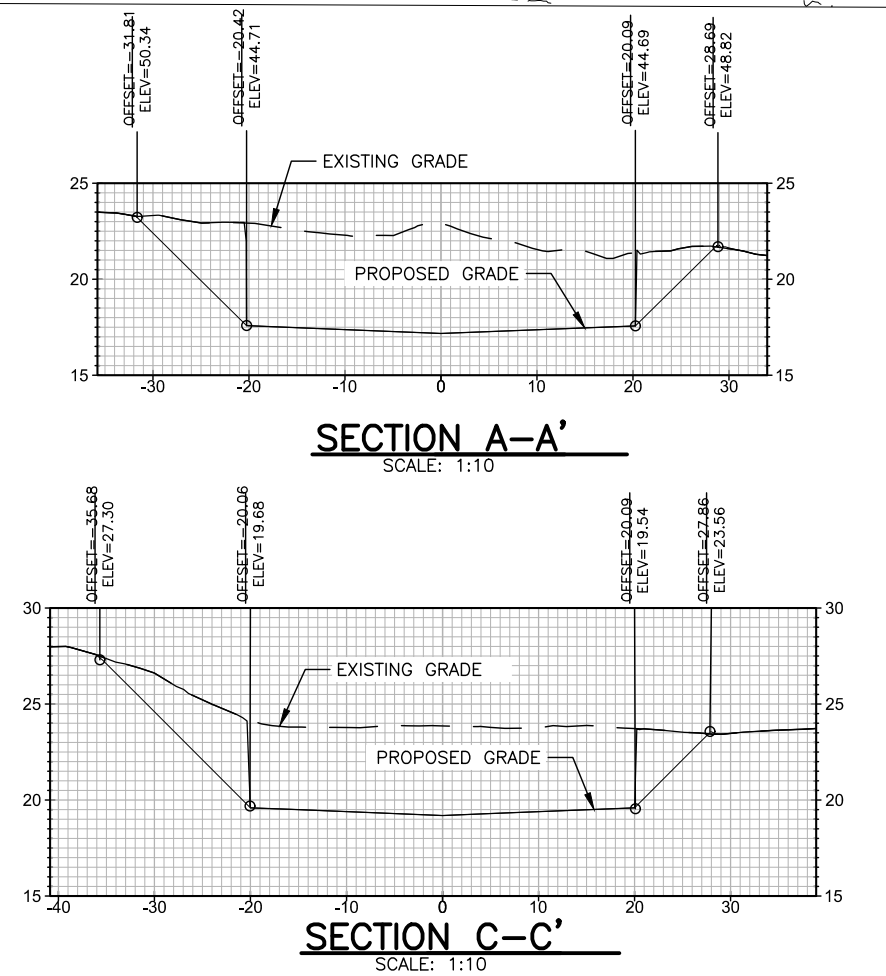 OFFSET=-31.81
ELEV=50.34
OFFSET=-20.42
ELEV=44.71
OFFSET=20.09
ELEV=44.69
OFFSET=28.69
ELEV=48.82
EXISTING GRADE
25
25
20
20
PROPOSED GRADE
15
15
-30
-20
-10
0
10
20
30
SECTION A-A'
SCALE: 1:10
OFFSET=-35.68
ELEV=27.30
OFFSET=-20.06
ELEV=19.68
OFFSET=20.09
ELEV=19.54
OFFSET=27.86
ELEV=23.56
30
30
EXISTING GRADE
25
25
PROPOSED GRADE
20
20
15
15
-40
-30
-20
-10
0
10
20
30
SECTION C-C'
SCALE: 1:10